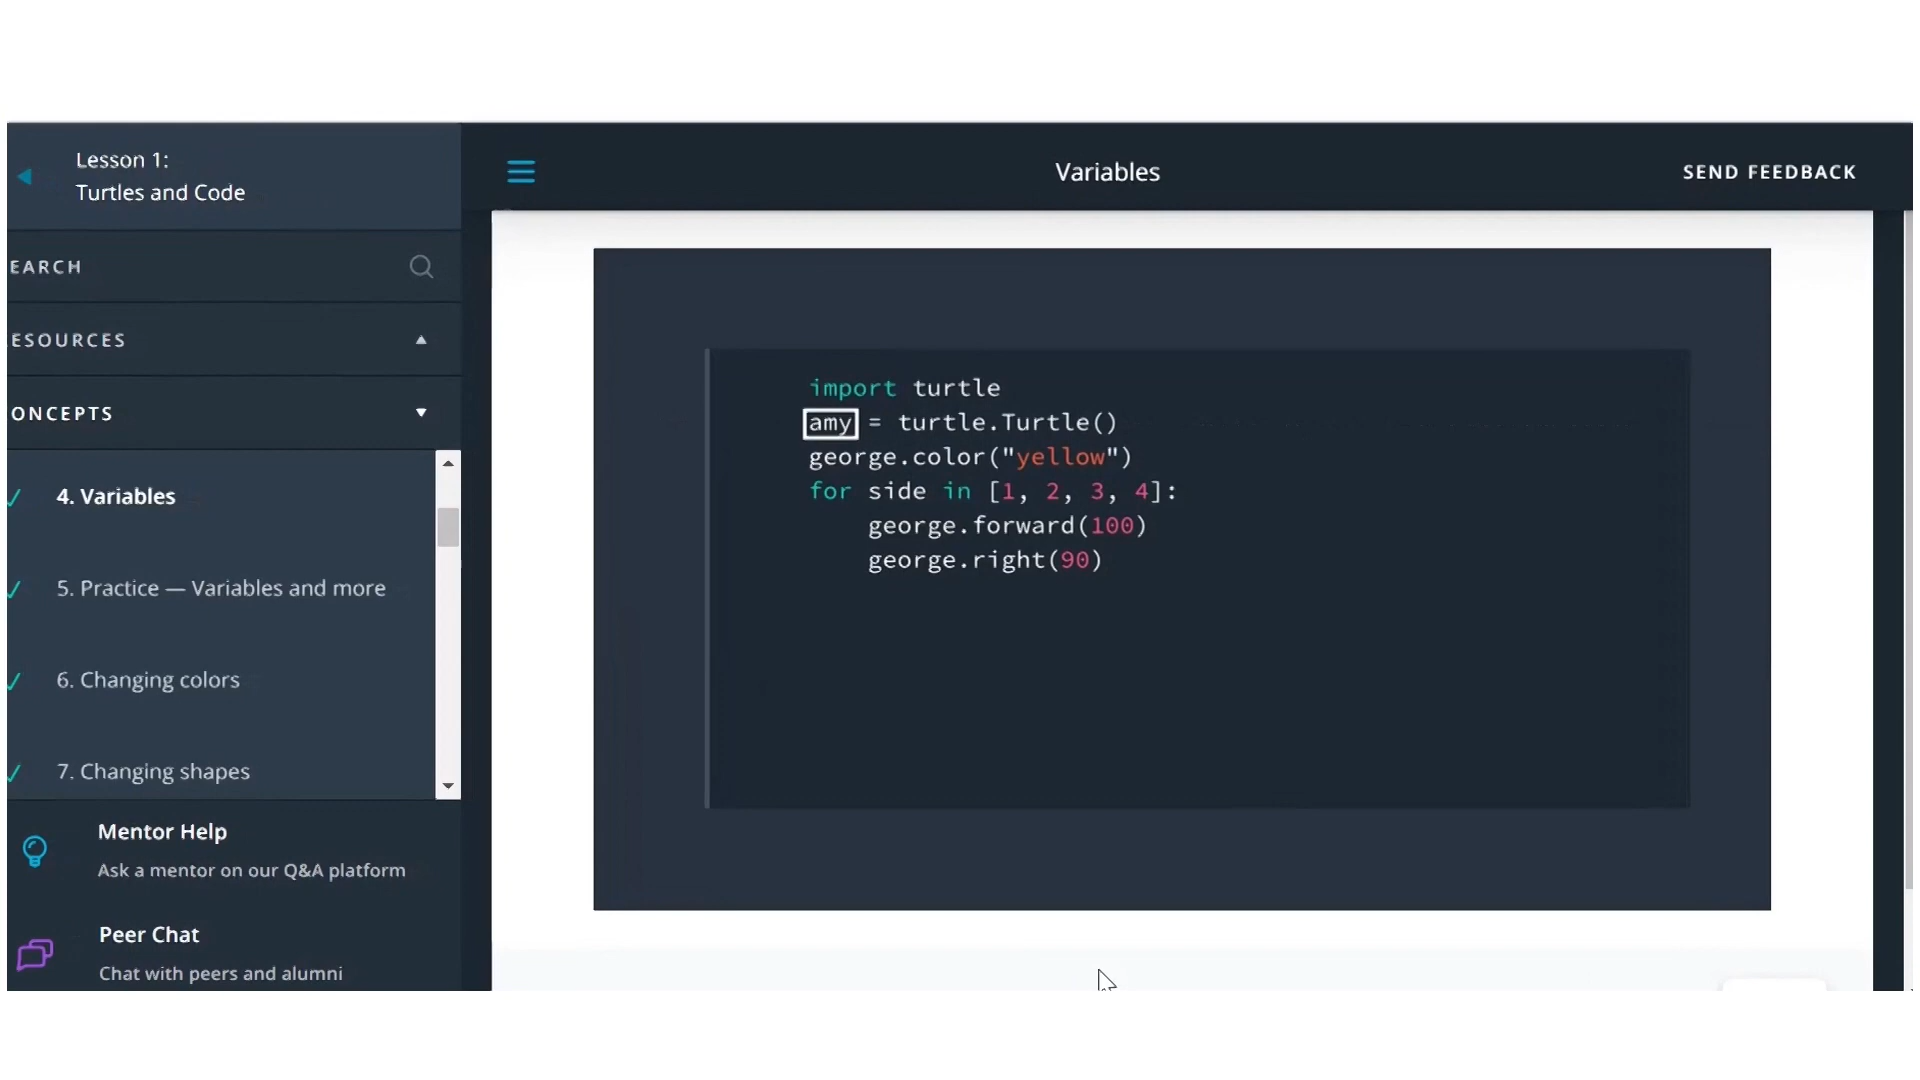 Lesson 1:
Turtles and Code
EARCH
ESOURCES
ONCEPTS
4. Variables
5. Practice — Variables and more
6. Changing colors
7. Changing shapes
Mentor Help
Ask a mentor on our Q&A platform
Peer Chat
Chat with peers and alumni
Variables
SEND FEEDBACK
import turtle
amy = turtle.Turtle()
george.color("yellow")
for side in [1, 2, 3, 4]:
    george.forward(100)
    george.right(90)